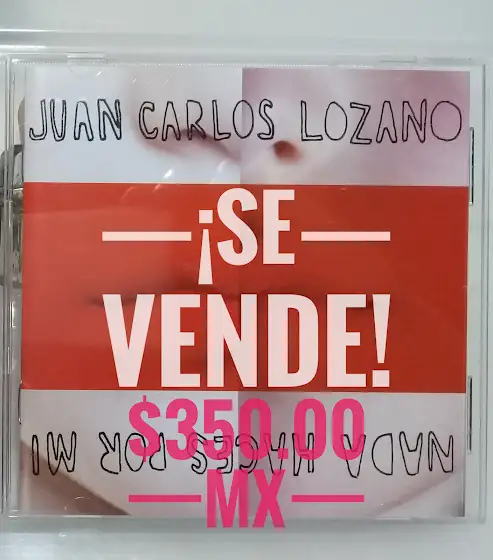 JUAN CARLOS LOZANO
¡SE
VENDE!
$350.00
NADA HACES POR MI
MX